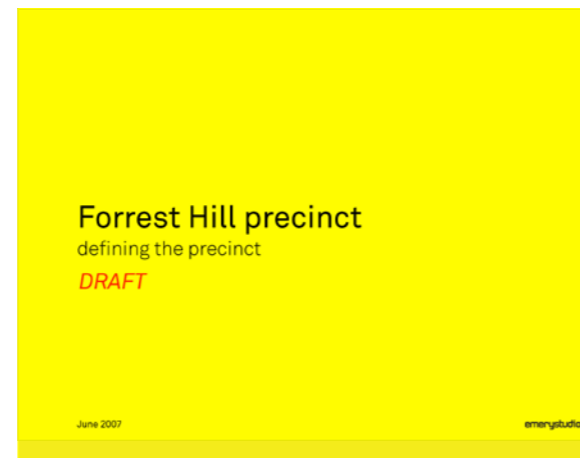 Forrest Hill precinct
defining the precinct
DRAFT
June 2007
emerystudio